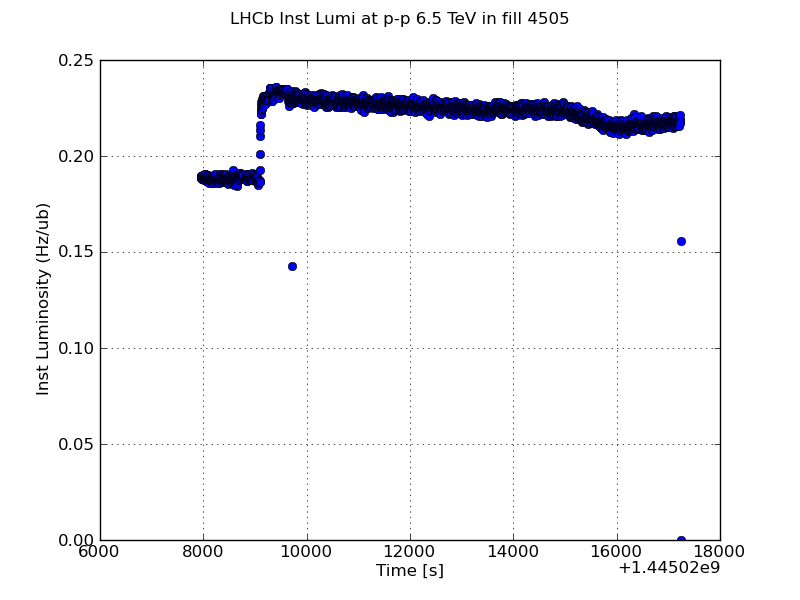 LHCb Inst Lumi at p-p 6.5 TeV in fill 4505
0.25
0.20
0.15
0.10
0.05
0.00
Inst Luminosity (Hz/ub)
6000 8000 10000 12000 14000 16000 18000
Time [s]
+1.44502e9